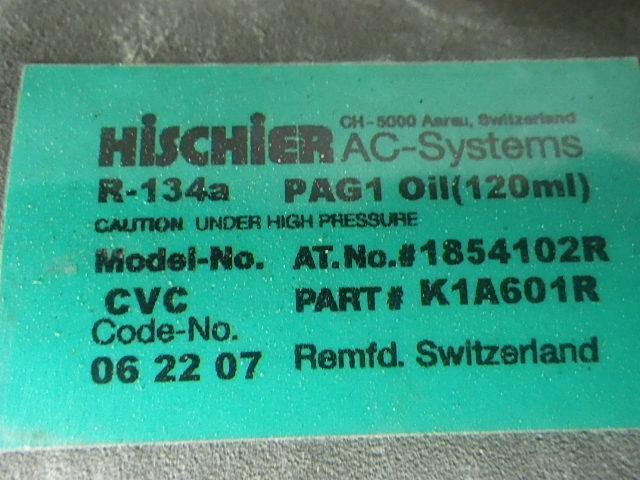 CH-5000 Aarau, Switzerland
HiSCHiER AC-Systems
R-134a PAG1 Oil(120ml)
CAUTION UNDER HIGH PRESSURE
Model-No. AT.No.#1854102R
CVC PART# K1A601R
Code-No.
06 22 07 Remfd. Switzerland